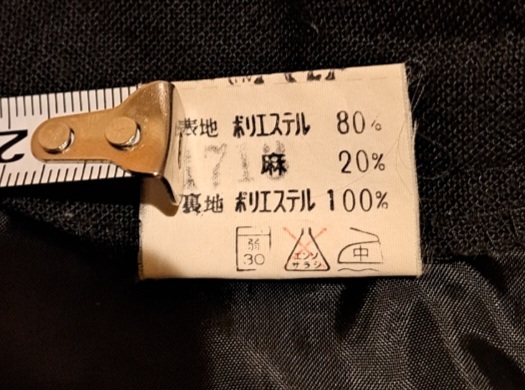 表地 ポリエステル 80%
麻 20%
裏地 ポリエステル 100%
弱
30
エンソ
サラシ
中
2